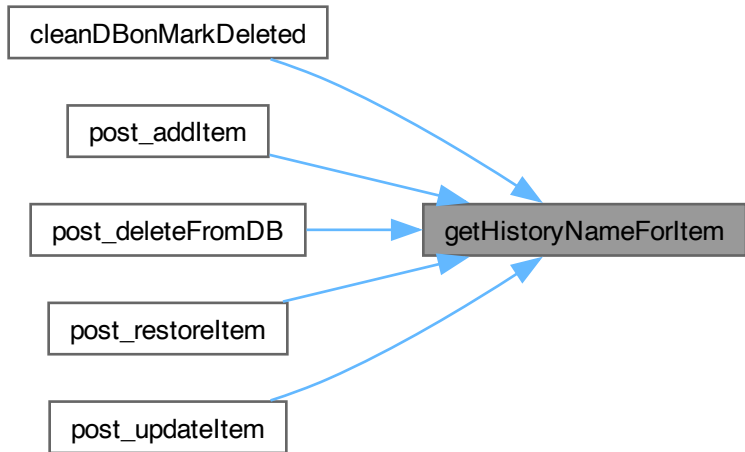 cleanDBonMarkDeleted
post_addItem
post_deleteFromDB
getHistoryNameForItem
post_restoreItem
post_updateItem